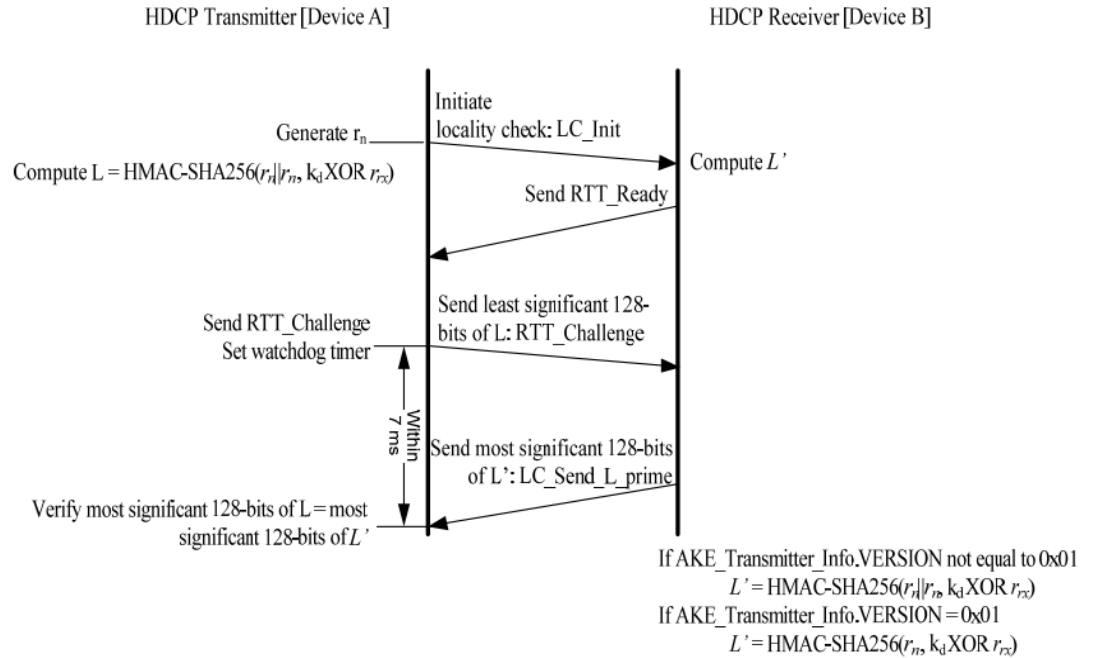 HDCP Transmitter [Device A]
HDCP Receiver [Device B]
Initiate
locality check: LC_Init
Generate rn
Compute L = HMAC-SHA256(rn||rn, kd XOR rrx)
Compute L'
Send RTT_Ready
Send least significant 128-
bits of L: RTT_Challenge
Send RTT_Challenge
Set watchdog timer
Within
7 ms
Send most significant 128-bits
of L': LC_Send_L_prime
Verify most significant 128-bits of L = most
significant 128-bits of L'
If AKE_Transmitter_Info.VERSION not equal to 0x01
L' = HMAC-SHA256(rn||rn, kd XOR rrx)
If AKE_Transmitter_Info.VERSION = 0x01
L' = HMAC-SHA256(rn, kd XOR rrx)